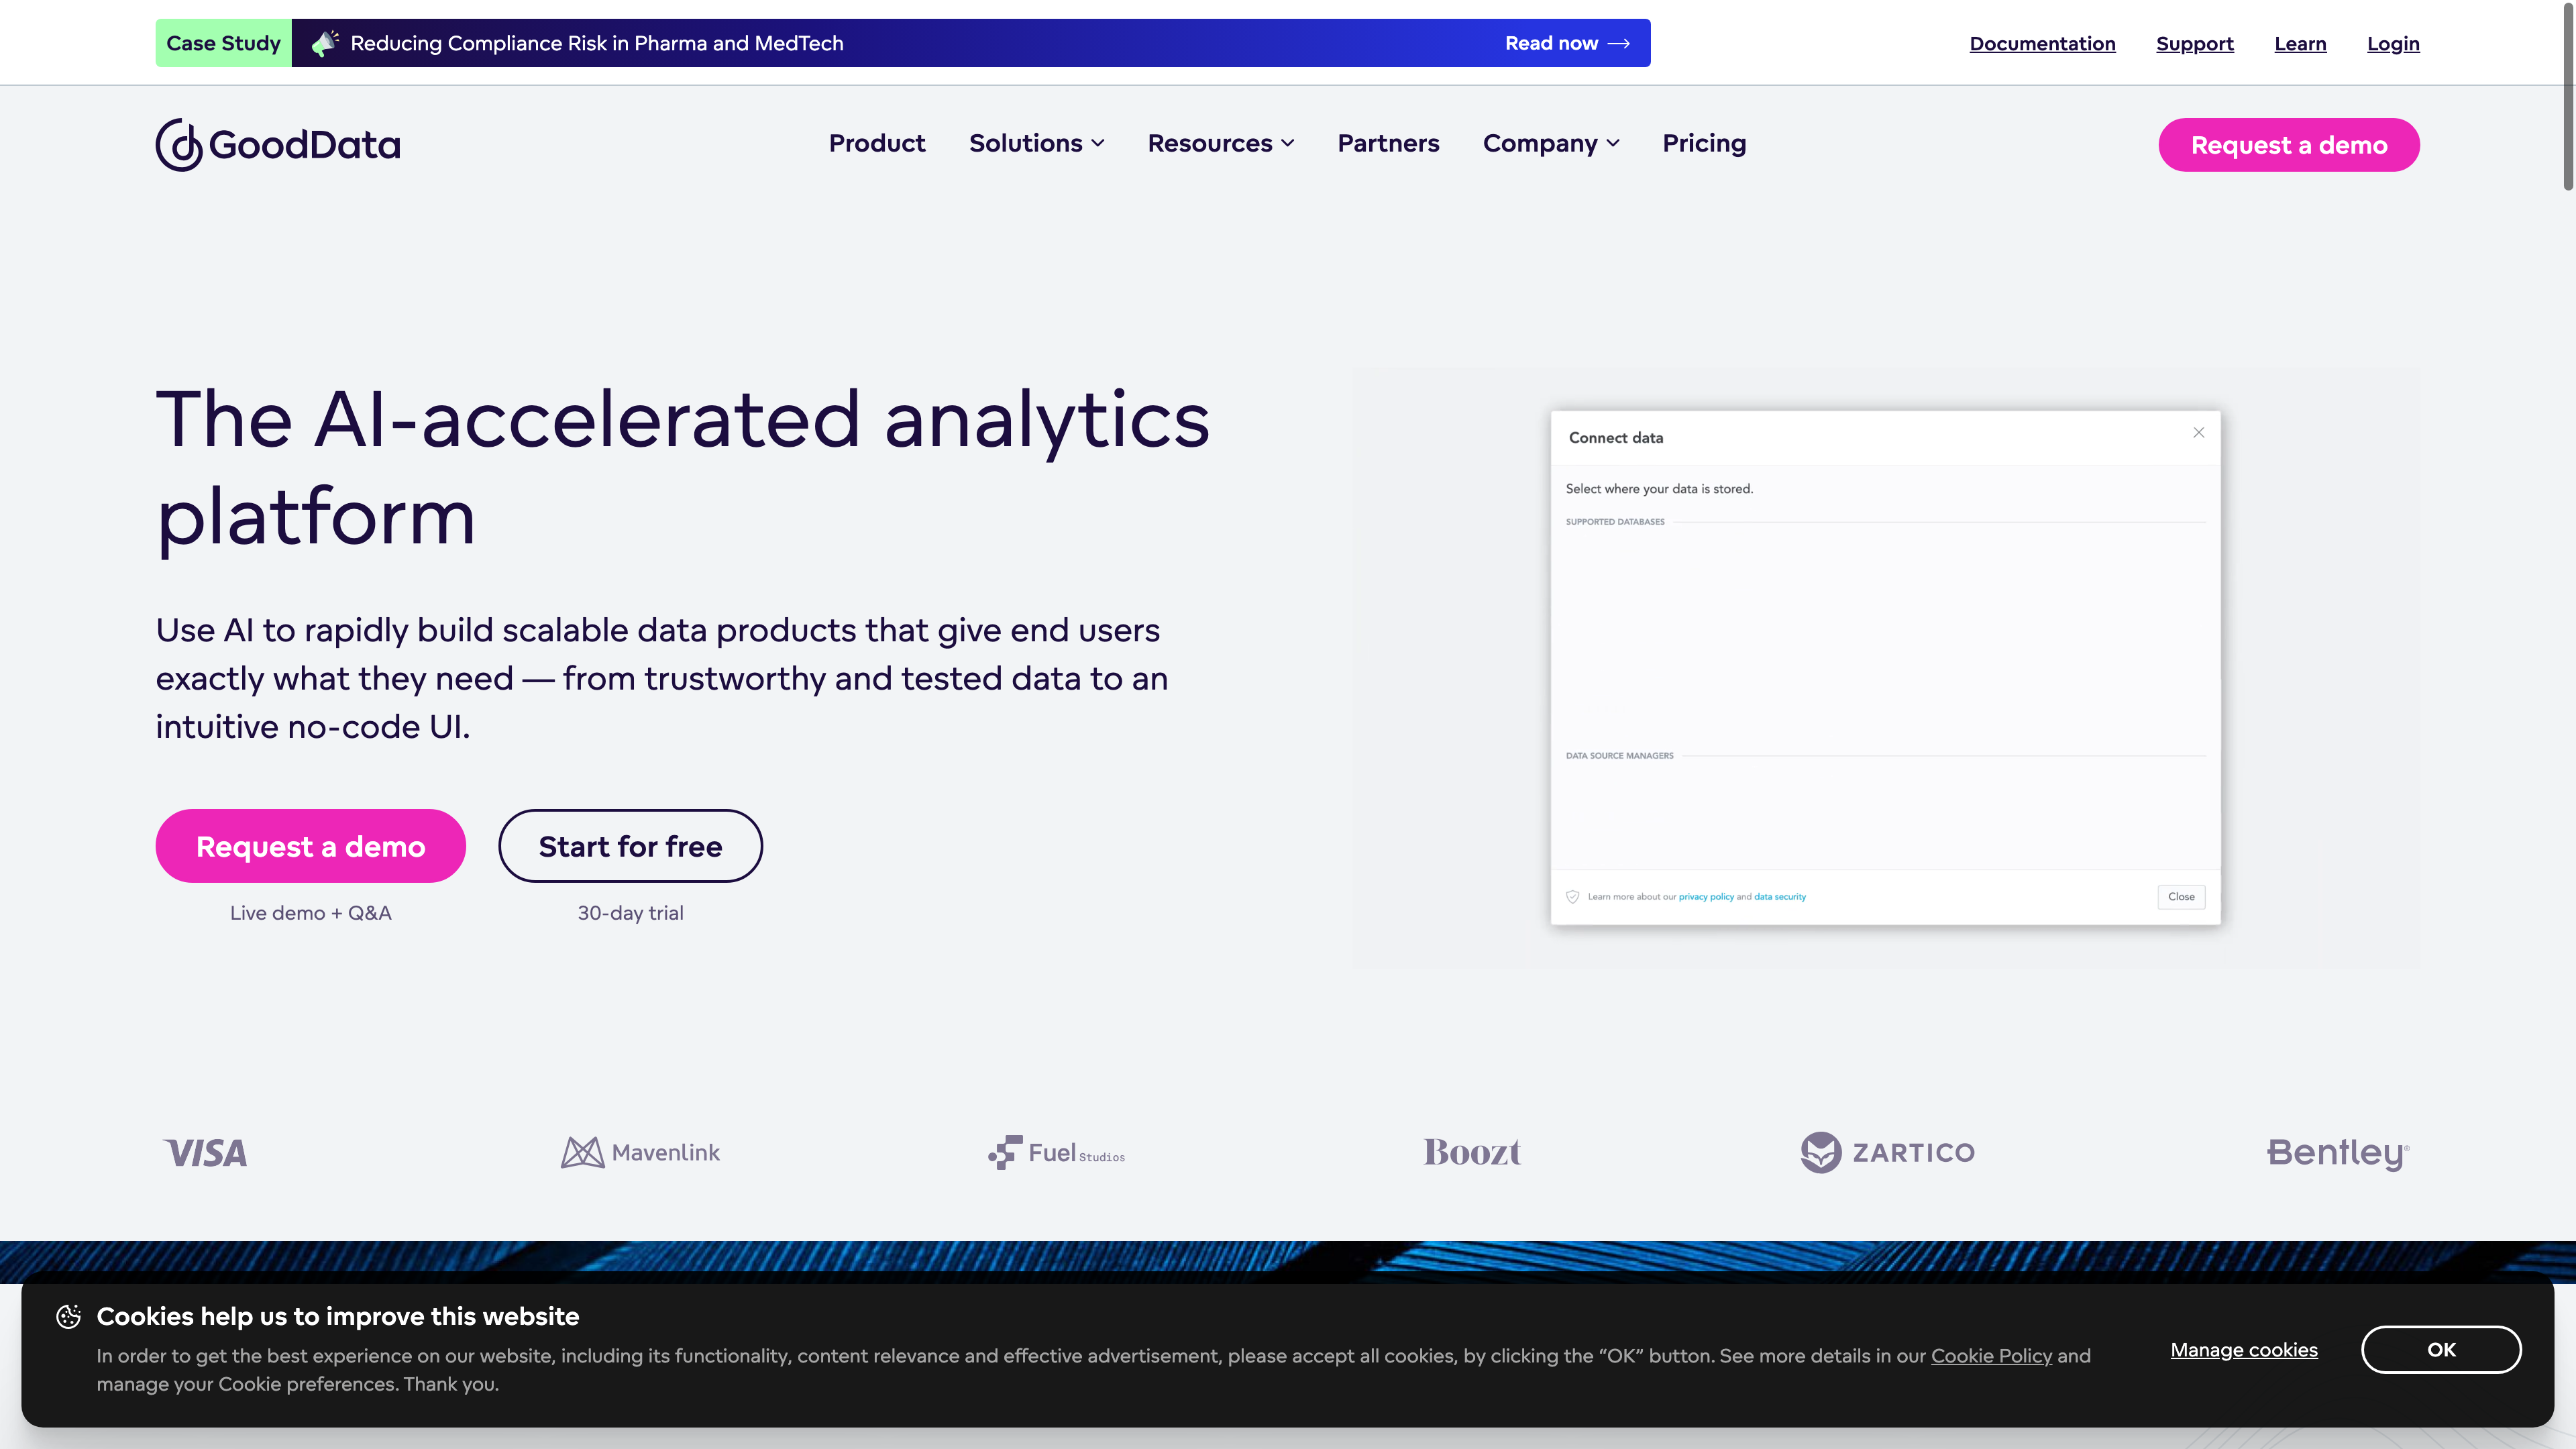 Case Study
Reducing Compliance Risk in Pharma and MedTech
Read now
Documentation
Support
Learn
Login
GoodData
Product
Solutions
Resources
Partners
Company
Pricing
Request a demo
The AI-accelerated analytics
platform
Use AI to rapidly build scalable data products that give end users
exactly what they need — from trustworthy and tested data to an
intuitive no-code UI.
Request a demo
Start for free
Live demo + Q&A
30-day trial
Connect data
Select where your data is stored.
SUPPORTED DATABASES
DATA SOURCE MANAGERS
Learn more about our privacy policy and data security
Close
VISA
Mavenlink
Fuel Studios
Boozt
ZARTICO
Bentley®
Cookies help us to improve this website
In order to get the best experience on our website, including its functionality, content relevance and effective advertisement, please accept all cookies, by clicking the “OK” button. See more details in our Cookie Policy and
manage your Cookie preferences. Thank you.
Manage cookies
OK